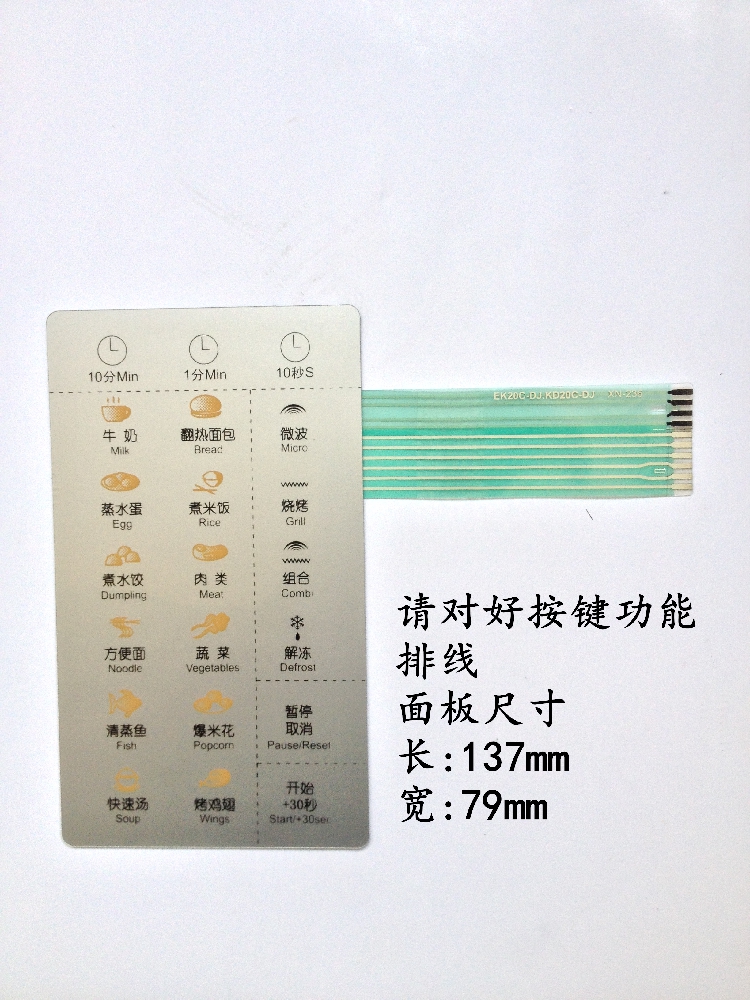 10分Min 1分Min 10秒S
EK20C-DJ.KD20C-DJ XN-236
牛奶 翻热面包 微波
Milk Bread Micro
蒸水蛋 煮米饭 烧烤
Egg Rice Grill
煮水饺 肉类 组合
Dumpling Meat Combi
方便面 蔬菜 解冻
Noodle Vegetables Defrost
清蒸鱼 爆米花 暂停
取消
Fish Popcorn Pause/Reset
快速汤 烤鸡翅 开始
+30秒
Soup Wings Start/+30sec
请对好按键功能
排线
面板尺寸
长:137mm
宽:79mm